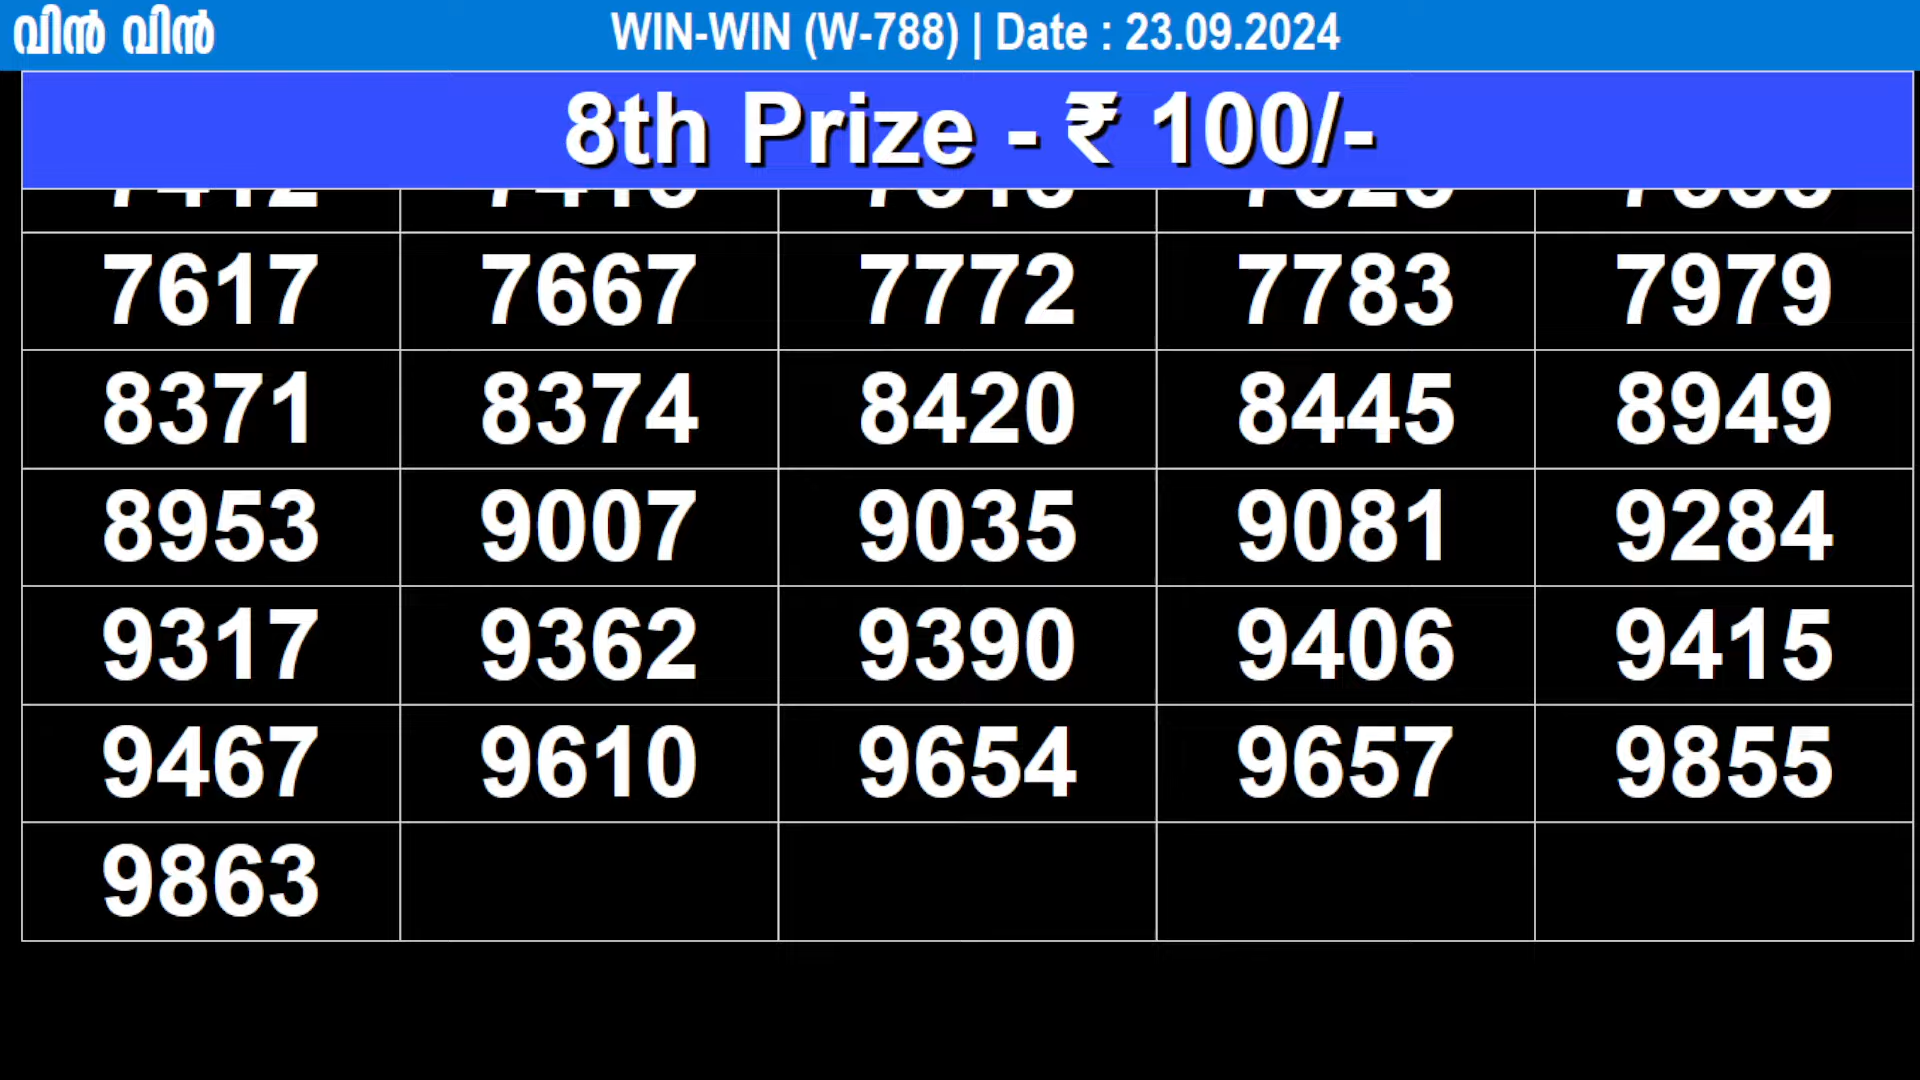 വിൻ വിൻ WIN-WIN (W-788) | Date : 23.09.2024
8th Prize - ₹ 100/-
7617 7667 7772 7783 7979
8371 8374 8420 8445 8949
8953 9007 9035 9081 9284
9317 9362 9390 9406 9415
9467 9610 9654 9657 9855
9863